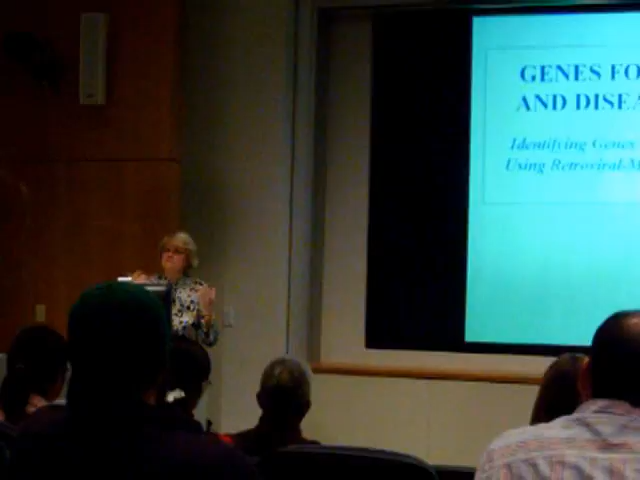 GENES FO
AND DISEA
Identifying Genes
Using Retroviral-M